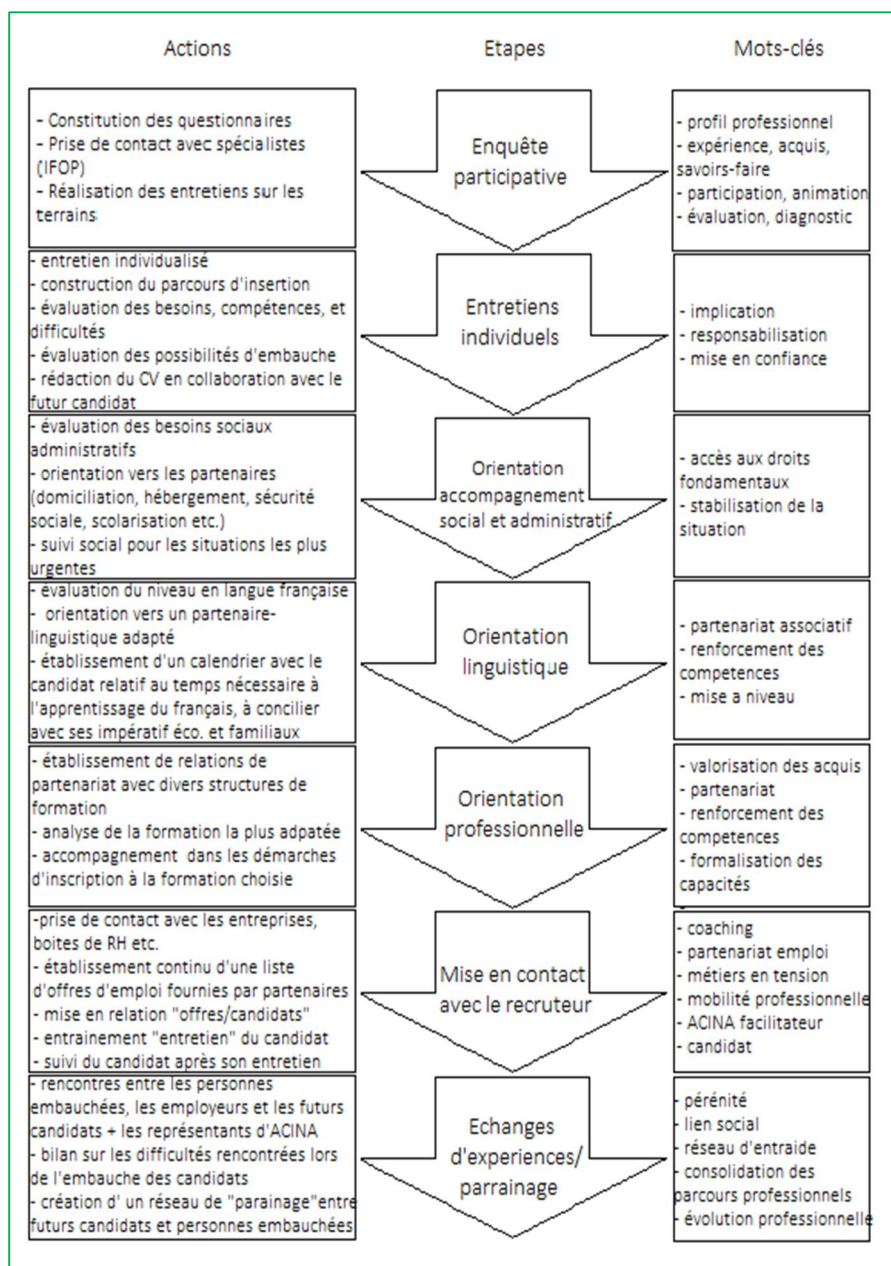 Actions
Etapes
Mots-clés
- Constitution des questionnaires
- Prise de contact avec spécialistes
(IFOP)
- Réalisation des entretiens sur les
terrains
Enquête
participative
- profil professionnel
- expérience, acquis,
savoirs-faire
- participation, animation
- évaluation, diagnostic
- entretien individualisé
- construction du parcours d'insertion
- évaluation des besoins, compétences, et
difficultés
- évaluation des possibilités d'embauche
- rédaction du CV en collaboration avec le
futur candidat
Entretiens
individuels
- implication
- responsabilisation
- mise en confiance
- évaluation des besoins sociaux
administratifs
- orientation vers les partenaires
(domiciliation, hébergement, sécurité
sociale, scolarisation etc.)
- suivi social pour les situations les plus
urgentes
Orientation
accompagnement
social et administratif
- accès aux droits
fondamentaux
- stabilisation de la
situation
- évaluation du niveau en langue française
- orientation vers un partenaire-
linguistique adapté
- établissement d'un calendrier avec le
candidat relatif au temps nécessaire à
l'apprentissage du français, à concilier
avec ses impératif éco. et familiaux
Orientation
linguistique
- partenariat associatif
- renforcement des
competences
- mise a niveau
- établissement de relations de
partenariat avec divers structures de
formation
- analyse de la formation la plus adpatée
- accompagnement dans les démarches
d'inscription à la formation choisie
Orientation
professionnelle
- valorisation des acquis
- partenariat
- renforcement des
competences
- formalisation des
capacités
-prise de contact avec les entreprises,
boites de RH etc.
- établissement continu d'une liste
d'offres d'emploi fournies par partenaires
- mise en relation "offres/candidats"
- entrainement "entretien" du candidat
- suivi du candidat après son entretien
Mise en contact
avec le recruteur
- coaching
- partenariat emploi
- métiers en tension
- mobilité professionnelle
- ACINA facilitateur
- candidat
- rencontres entre les personnes
embauchées, les employeurs et les futurs
candidats + les représentants d'ACINA
- bilan sur les difficultés rencontrées lors
de l'embauche des candidats
- création d' un réseau de "parainage"entre
futurs candidats et personnes embauchées
Echanges
d'experiences/
parrainage
- pérénité
- lien social
- réseau d'entraide
- consolidation des
parcours professionnels
- évolution professionnelle